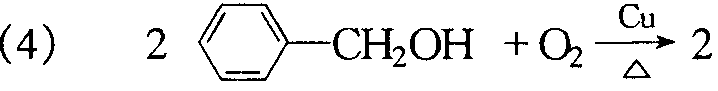 (4) 2 CH₂OH + O₂ Cu △ 2